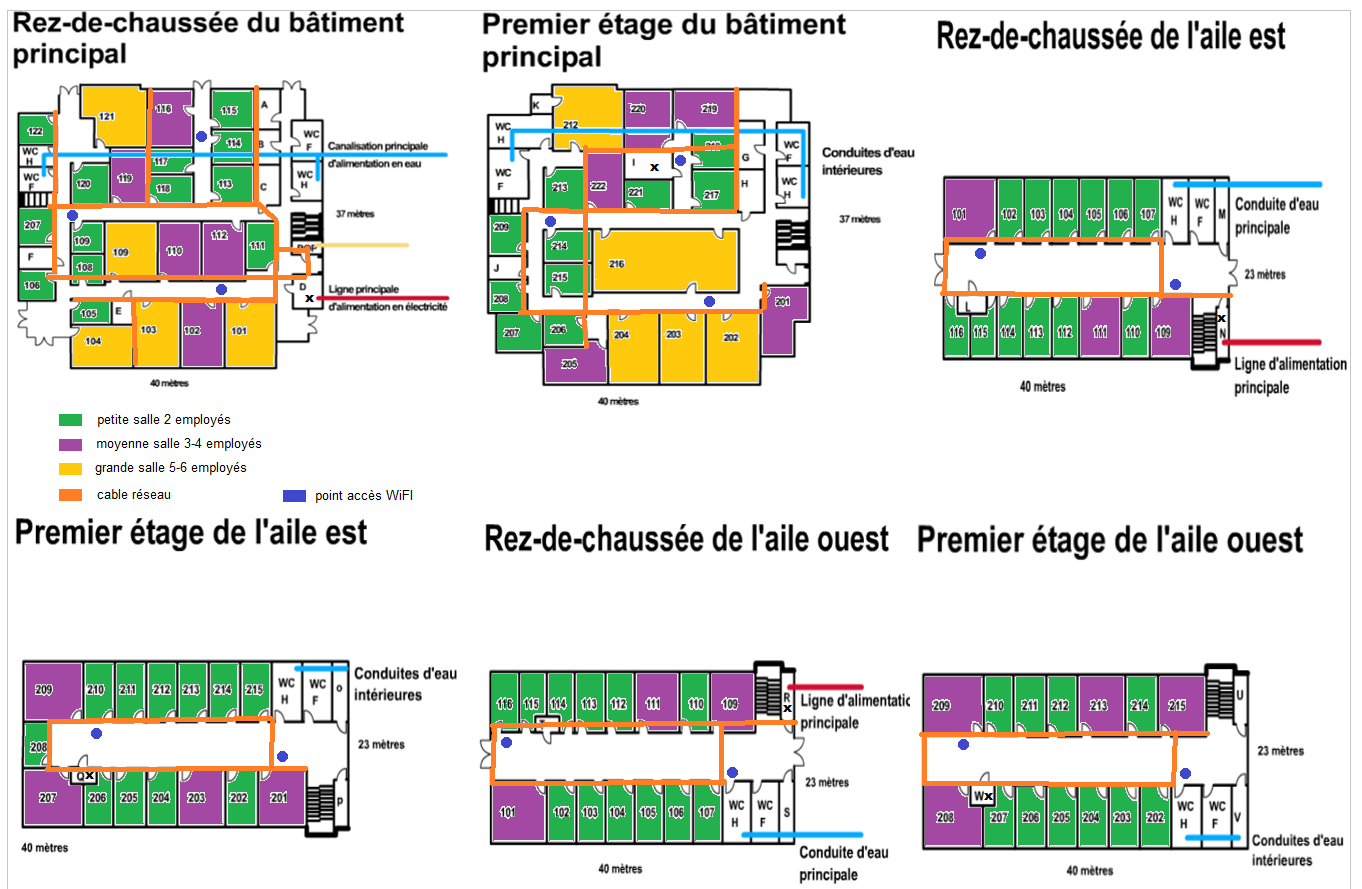 Rez-de-chaussée du bâtiment
principal
121
116
115
A
122
114
B
WC
F
WC
H
117
Canalisation principale
d'alimentation en eau
WC
F
120
119
118
113
C
WC
H
37 mètres
207
109
109
110
112
111
F
108
106
D
x
Ligne principale
d'alimentation en électricité
105
E
104
103
102
101
40 mètres
petite salle 2 employés
moyenne salle 3-4 employés
grande salle 5-6 employés
cable réseau
point accès WiFI
Premier étage du bâtiment
principal
K
212
220
219
WC
H
I
x
G
WC
F
Conduites d'eau
intérieures
WC
F
213
222
221
217
H
WC
H
37 mètres
209
214
J
215
216
208
201
207
206
204
203
202
205
40 mètres
Rez-de-chaussée de l'aile est
101
102
103
104
105
106
107
WC
H
WC
F
M
Conduite d'eau
principale
23 mètres
L
116
115
114
113
112
111
110
109
x
N
Ligne d'alimentation
principale
40 mètres
Premier étage de l'aile est
209
210
211
212
213
214
215
WC
H
WC
F
o
Conduites d'eau
intérieures
208
23 mètres
Qx
207
206
205
204
203
202
201
p
40 mètres
Rez-de-chaussée de l'aile ouest
116
115
114
113
112
111
110
109
R
x
Ligne d'alimentatio
principale
23 mètres
101
102
103
104
105
106
107
WC
H
WC
F
S
Conduite d'eau
principale
40 mètres
Premier étage de l'aile ouest
209
210
211
212
213
214
215
U
23 mètres
Wx
208
207
206
205
204
203
202
WC
H
WC
F
V
Conduites d'eau
intérieures
40 mètres